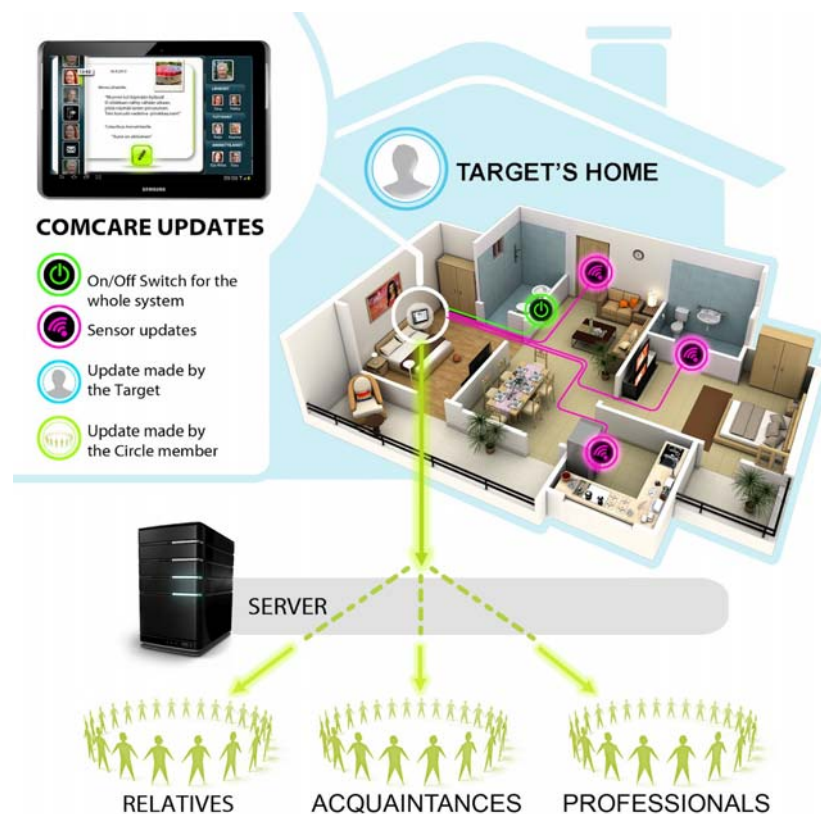 TARGET'S HOME
SAMSUNG
COMCARE UPDATES
On/Off Switch for the
whole system
Sensor updates
Update made by
the Target
Update made by
the Circle member
SERVER
RELATIVES
ACQUAINTANCES
PROFESSIONALS